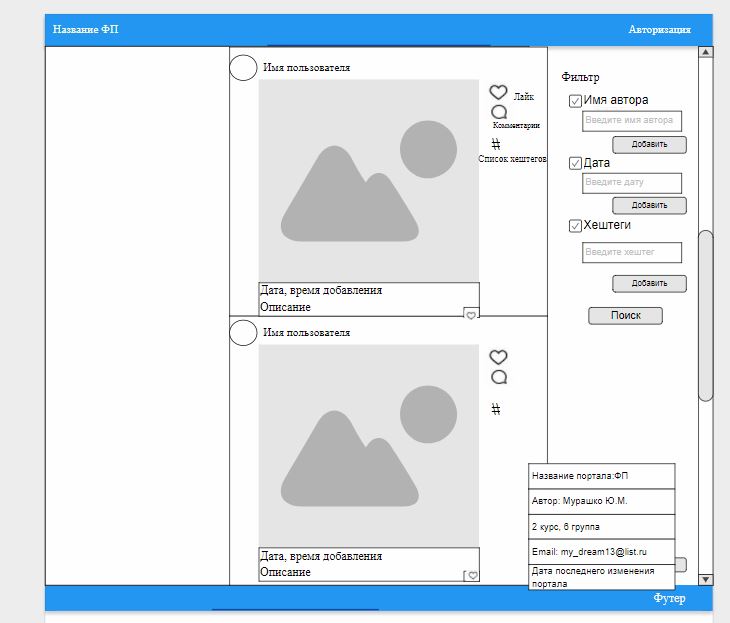 Название ФП
Авторизация
Имя пользователя
Лайк
Комментарии
#
Список хештегов
Дата, время добавления
Описание
Имя пользователя
#
Дата, время добавления
Описание
Фильтр
Имя автора
Введите имя автора
Добавить
Дата
Введите дату
Добавить
Хештеги
Введите хештег
Добавить
Поиск
Название портала:ФП
Автор: Мурашко Ю.М.
2 курс, 6 группа
Email: my_dream13@list.ru
Дата последнего изменения
портала
Футер